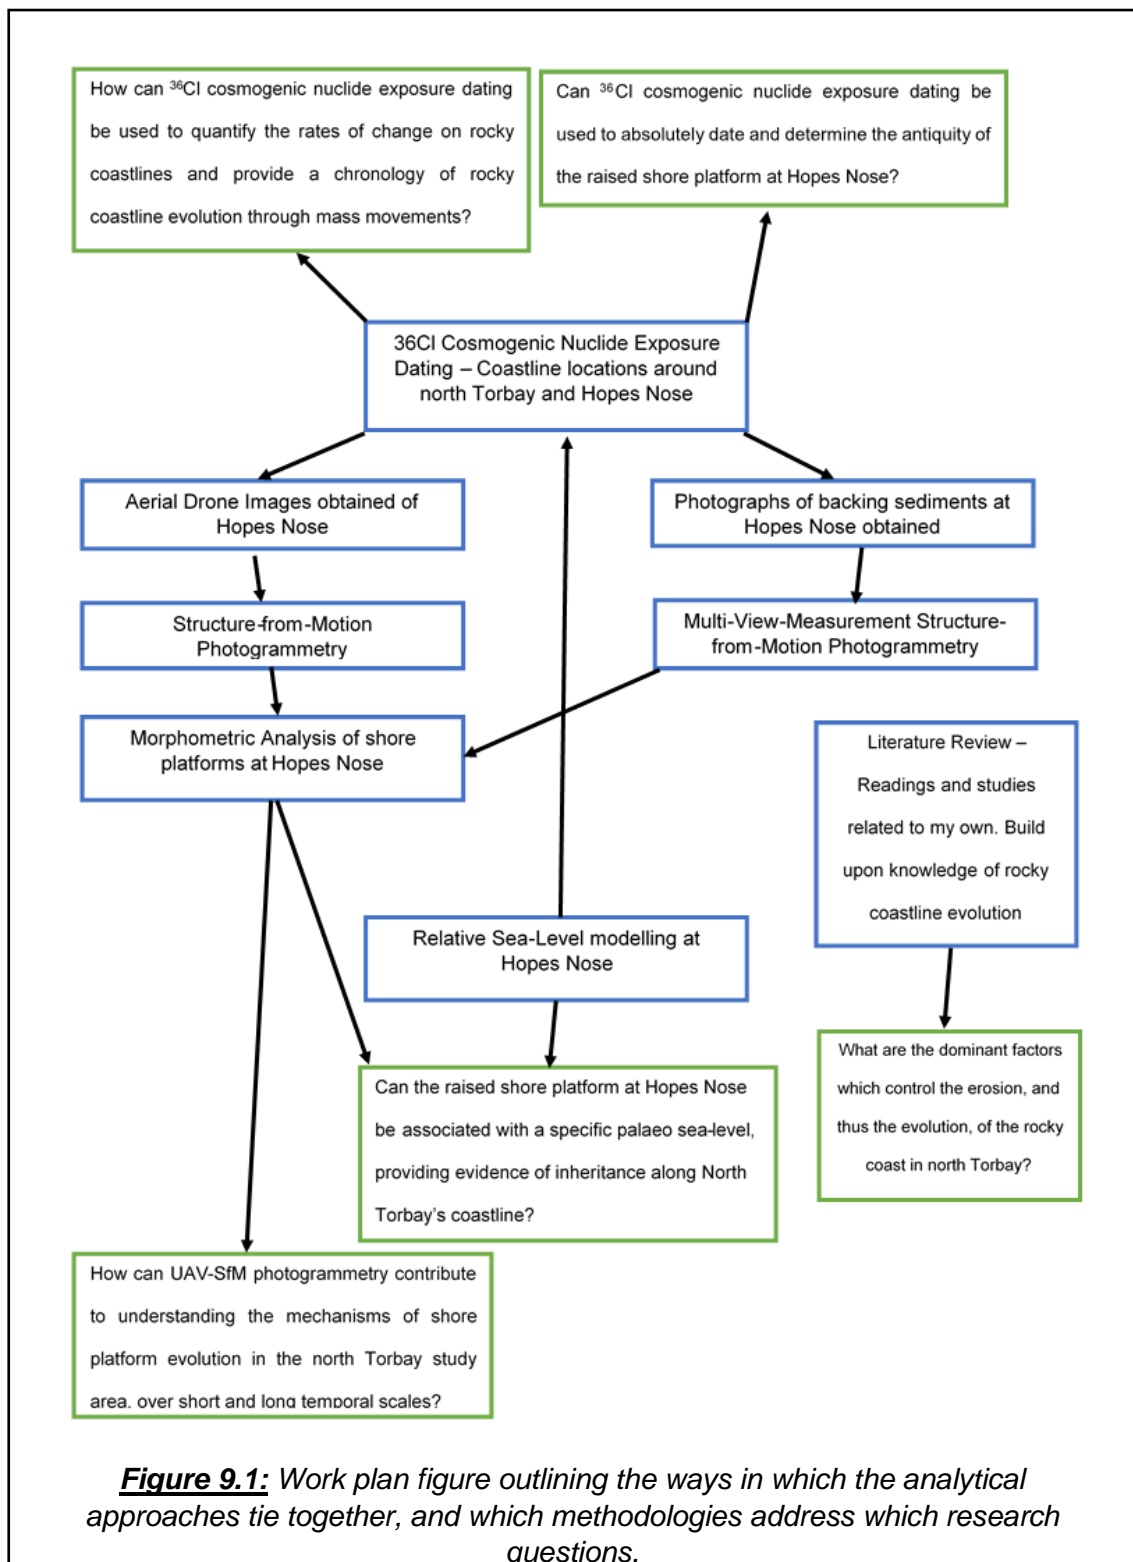 How can ³⁶Cl cosmogenic nuclide exposure dating
be used to quantify the rates of change on rocky
coastlines and provide a chronology of rocky
coastline evolution through mass movements?
Can ³⁶Cl cosmogenic nuclide exposure dating be
used to absolutely date and determine the antiquity of
the raised shore platform at Hopes Nose?
36Cl Cosmogenic Nuclide Exposure
Dating – Coastline locations around
north Torbay and Hopes Nose
Aerial Drone Images obtained of
Hopes Nose
Photographs of backing sediments at
Hopes Nose obtained
Structure-from-Motion
Photogrammetry
Multi-View-Measurement Structure-
from-Motion Photogrammetry
Morphometric Analysis of shore
platforms at Hopes Nose
Literature Review –
Readings and studies
related to my own. Build
upon knowledge of rocky
coastline evolution
Relative Sea-Level modelling at
Hopes Nose
What are the dominant factors
which control the erosion, and
thus the evolution, of the rocky
coast in north Torbay?
Can the raised shore platform at Hopes Nose
be associated with a specific palaeo sea-level,
providing evidence of inheritance along North
Torbay's coastline?
How can UAV-SfM photogrammetry contribute
to understanding the mechanisms of shore
platform evolution in the north Torbay study
area, over short and long temporal scales?
Figure 9.1: Work plan figure outlining the ways in which the analytical
approaches tie together, and which methodologies address which research
questions.